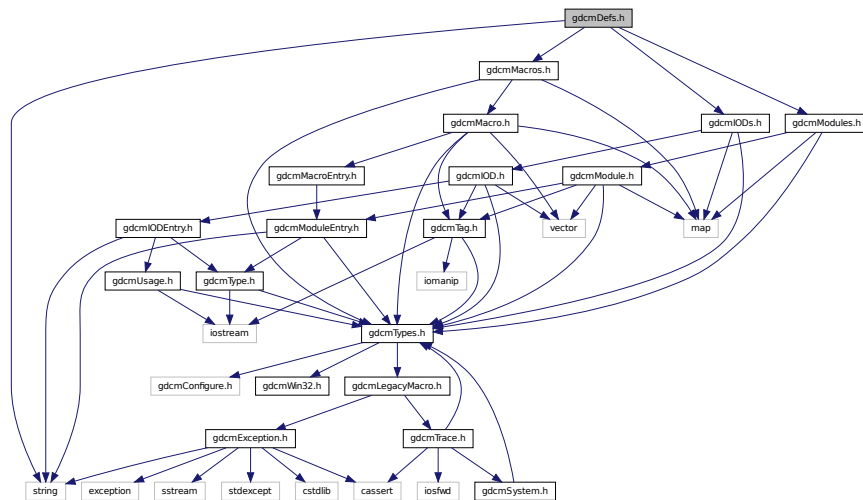 gdcmDefs.h
gdcmMacros.h
gdcmMacro.h
gdcmIODs.h
gdcmModules.h
gdcmMacroEntry.h
gdcmIOD.h
gdcmModule.h
gdcmIODEntry.h
gdcmModuleEntry.h
gdcmTag.h
vector
map
gdcmUsage.h
gdcmType.h
iomanip
iostream
gdcmTypes.h
gdcmConfigure.h
gdcmWin32.h
gdcmLegacyMacro.h
gdcmException.h
gdcmTrace.h
string
exception
sstream
stdexcept
cstdlib
cassert
iosfwd
gdcmSystem.h